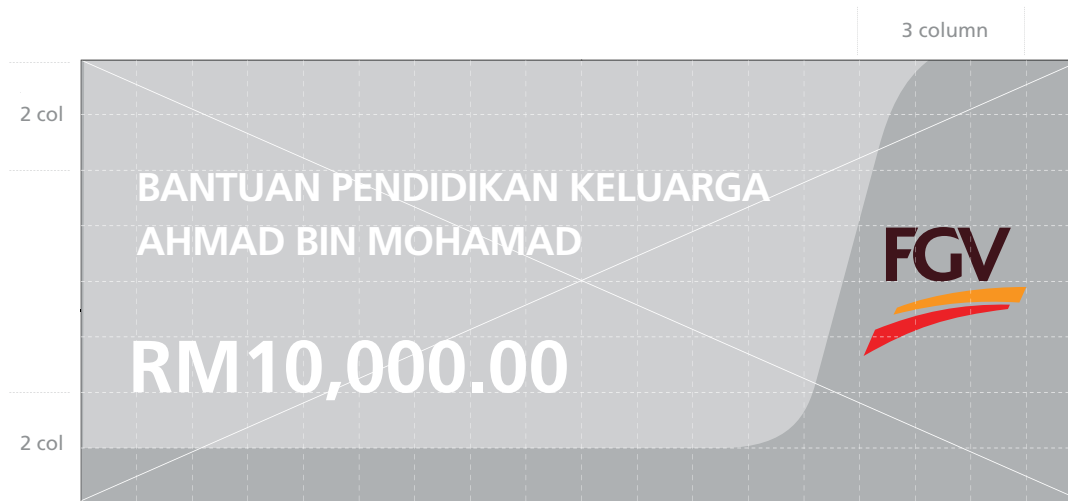 3 column
2 col
BANTUAN PENDIDIKAN KELUARGA
AHMAD BIN MOHAMAD
FGV
RM10,000.00
2 col